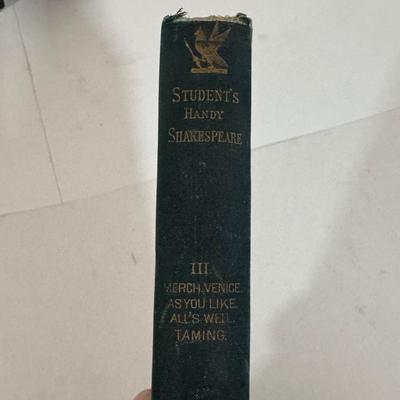 STUDENT'S
HANDY
SHAKESPEARE
III.
MERCH. VENICE.
AS YOU LIKE.
ALL'S WELL.
TAMING.